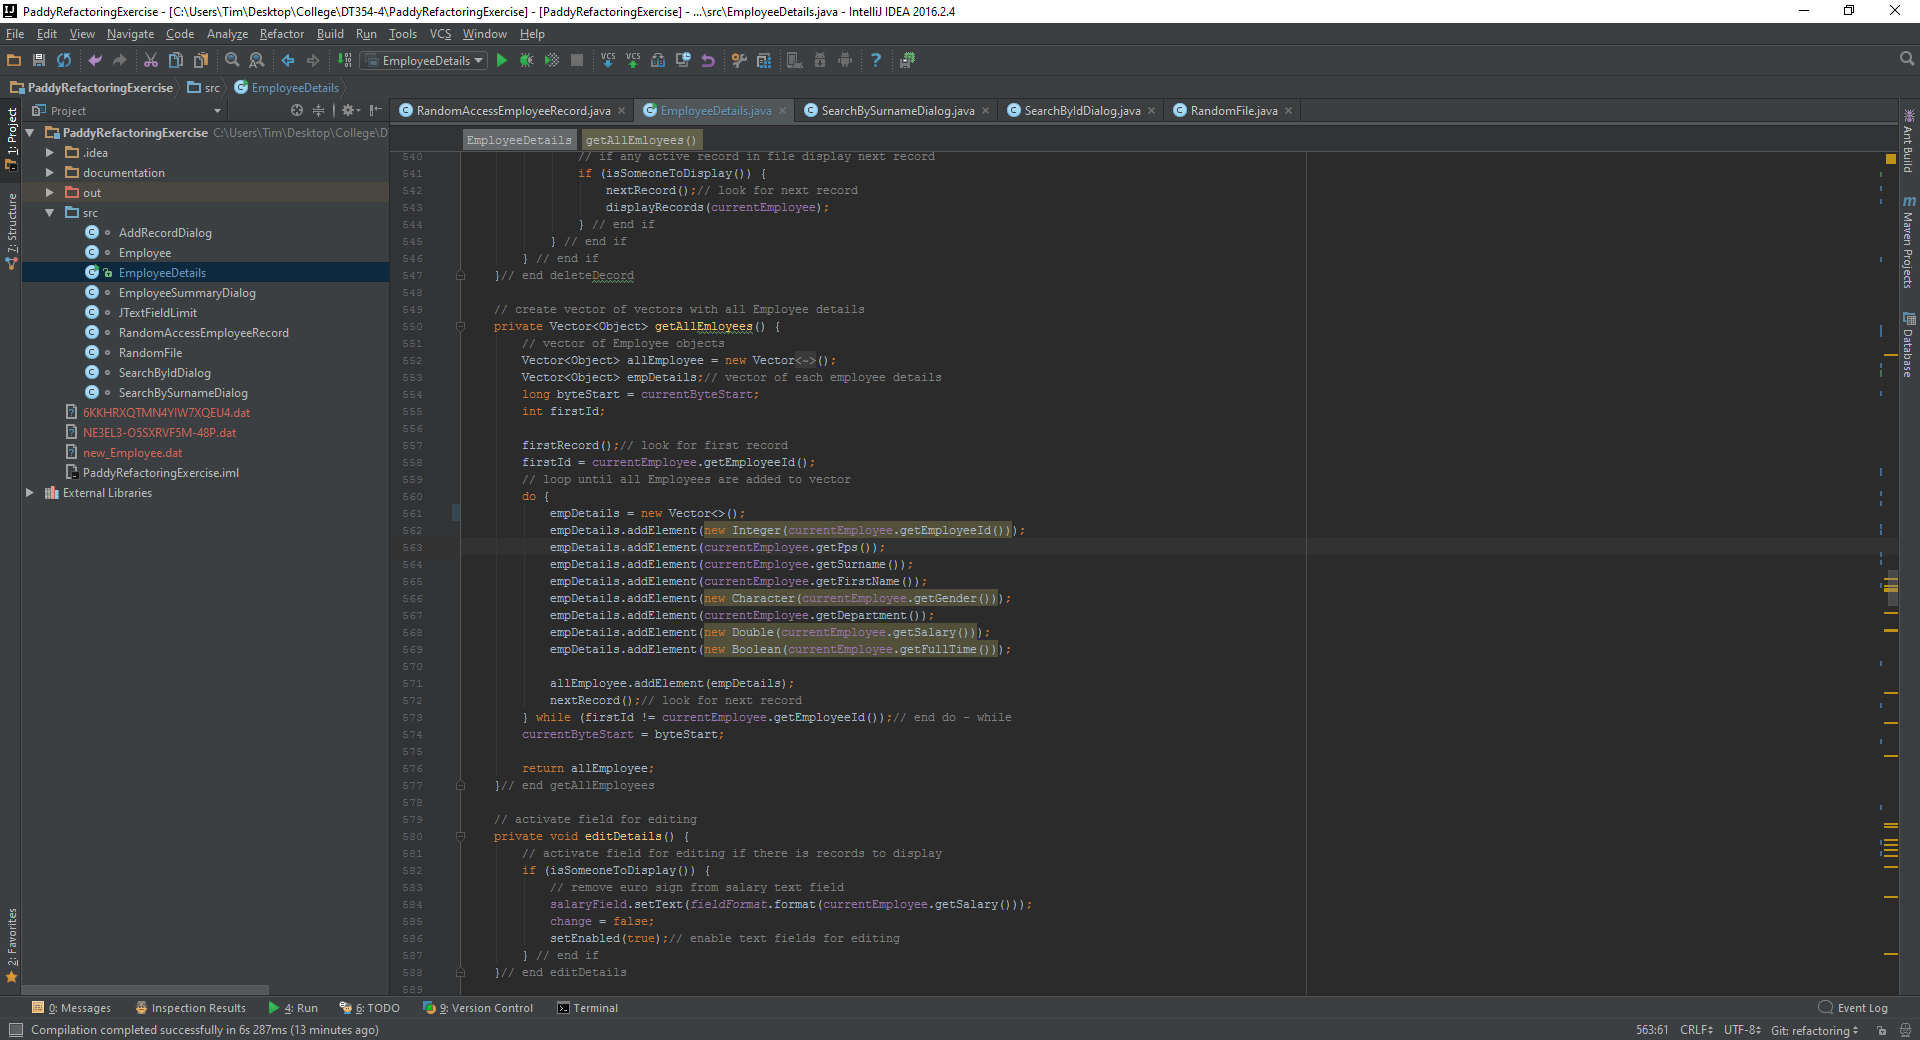 PaddyRefactoringExercise - [C:\Users\Tim\Desktop\College\DT354-4\PaddyRefactoringExercise] - [PaddyRefactoringExercise] - ...\src\EmployeeDetails.java - IntelliJ IDEA 2016.2.4
File Edit View Navigate Code Analyze Refactor Build Run Tools VCS Window Help
EmployeeDetails
PaddyRefactoringExercise src EmployeeDetails
Project
RandomAccessEmployeeRecord.java EmployeeDetails.java SearchBySurnameDialog.java SearchByIdDialog.java RandomFile.java
1: Project
7: Structure
2: Favorites
PaddyRefactoringExercise C:\Users\Tim\Desktop\College\D
.idea
documentation
out
src
AddRecordDialog
Employee
EmployeeDetails
EmployeeSummaryDialog
JTextFieldLimit
RandomAccessEmployeeRecord
RandomFile
SearchByIdDialog
SearchBySurnameDialog
6KKHRXQTMN4YIW7XQEU4.dat
NE3EL3-O5SXRVF5M-48P.dat
new_Employee.dat
PaddyRefactoringExercise.iml
External Libraries
EmployeeDetails getAllEmloyees()
540 // if any active record in file display next record
541 if (isSomeoneToDisplay()) {
542 nextRecord();// look for next record
543 displayRecords(currentEmployee);
544 } // end if
545 } // end if
546 } // end if
547 }// end deleteDecord
548
549 // create vector of vectors with all Employee details
550 private Vector<Object> getAllEmloyees() {
551 // vector of Employee objects
552 Vector<Object> allEmployee = new Vector<~>();
553 Vector<Object> empDetails;// vector of each employee details
554 long byteStart = currentByteStart;
555 int firstId;
556
557 firstRecord();// look for first record
558 firstId = currentEmployee.getEmployeeId();
559 // loop until all Employees are added to vector
560 do {
561 empDetails = new Vector<>();
562 empDetails.addElement(new Integer(currentEmployee.getEmployeeId()));
563 empDetails.addElement(currentEmployee.getPps());
564 empDetails.addElement(currentEmployee.getSurname());
565 empDetails.addElement(currentEmployee.getFirstName());
566 empDetails.addElement(new Character(currentEmployee.getGender()));
567 empDetails.addElement(currentEmployee.getDepartment());
568 empDetails.addElement(new Double(currentEmployee.getSalary()));
569 empDetails.addElement(new Boolean(currentEmployee.getFullTime()));
570
571 allEmployee.addElement(empDetails);
572 nextRecord();// look for next record
573 } while (firstId != currentEmployee.getEmployeeId());// end do - while
574 currentByteStart = byteStart;
575
576 return allEmployee;
577 }// end getAllEmployees
578
579 // activate field for editing
580 private void editDetails() {
581 // activate field for editing if there is records to display
582 if (isSomeoneToDisplay()) {
583 // remove euro sign from salary text field
584 salaryField.setText(fieldFormat.format(currentEmployee.getSalary()));
585 change = false;
586 setEnabled(true);// enable text fields for editing
587 } // end if
588 }// end editDetails
589
Ant Build
Maven Projects
Database
0: Messages Inspection Results 4: Run 6: TODO 9: Version Control Terminal Event Log
Compilation completed successfully in 6s 287ms (13 minutes ago) 563:61 CRLF UTF-8 Git: refactoring